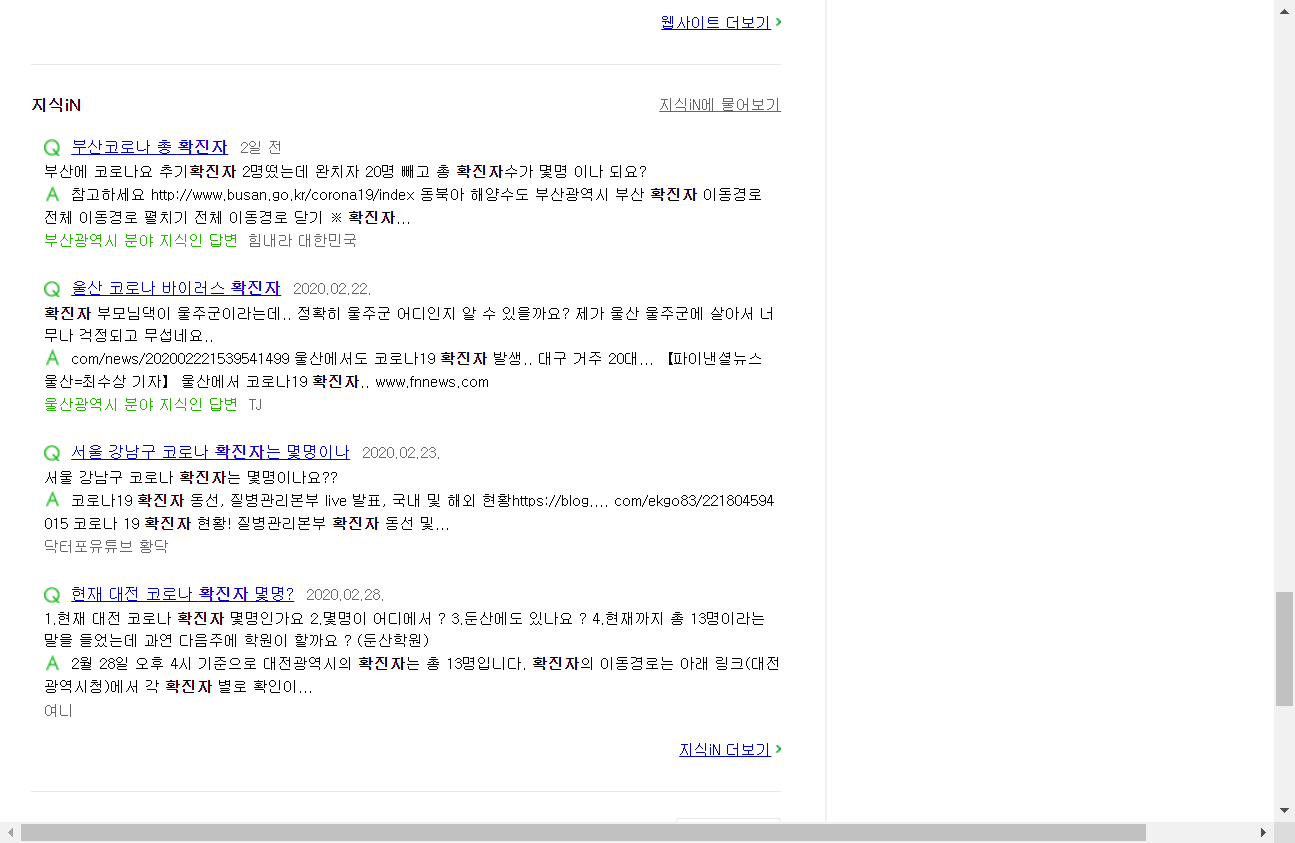 웹사이트 더보기
지식iN
지식iN에 물어보기
부산코로나 총 확진자 2일 전
부산에 코로나요 추기확진자 2명떴는데 완치자 20명 빼고 총 확진자수가 몇명 이나 되요?
참고하세요 http://www.busan.go.kr/corona19/index 동북아 해양수도 부산광역시 부산 확진자 이동경로
전체 이동경로 펼치기 전체 이동경로 닫기 ※ 확진자...
부산광역시 분야 지식인 답변 힘내라 대한민국
울산 코로나 바이러스 확진자 2020.02.22.
확진자 부모님댁이 울주군이라는데.. 정확히 울주군 어디인지 알 수 있을까요? 제가 울산 울주군에 살아서 너
무나 걱정되고 무섭네요..
com/news/202002221539541499 울산에서도 코로나19 확진자 발생.. 대구 거주 20대... 【파이낸셜뉴스
울산=최수상 기자】 울산에서 코로나19 확진자.. www.fnnews.com
울산광역시 분야 지식인 답변 TJ
서울 강남구 코로나 확진자는 몇명이나 2020.02.23.
서울 강남구 코로나 확진자는 몇명이나요??
코로나19 확진자 동선, 질병관리본부 live 발표, 국내 및 해외 현황https://blog.... com/ekgo83/221804594
015 코로나 19 확진자 현황! 질병관리본부 확진자 동선 및...
닥터포유튜브 황닥
현재 대전 코로나 확진자 몇명? 2020.02.28.
1.현재 대전 코로나 확진자 몇명인가요 2.몇명이 어디에서 ? 3.둔산에도 있나요 ? 4.현재까지 총 13명이라는
말을 들었는데 과연 다음주에 학원이 할까요 ? (둔산학원)
2월 28일 오후 4시 기준으로 대전광역시의 확진자는 총 13명입니다. 확진자의 이동경로는 아래 링크(대전
광역시청)에서 각 확진자 별로 확인이...
여니
지식iN 더보기